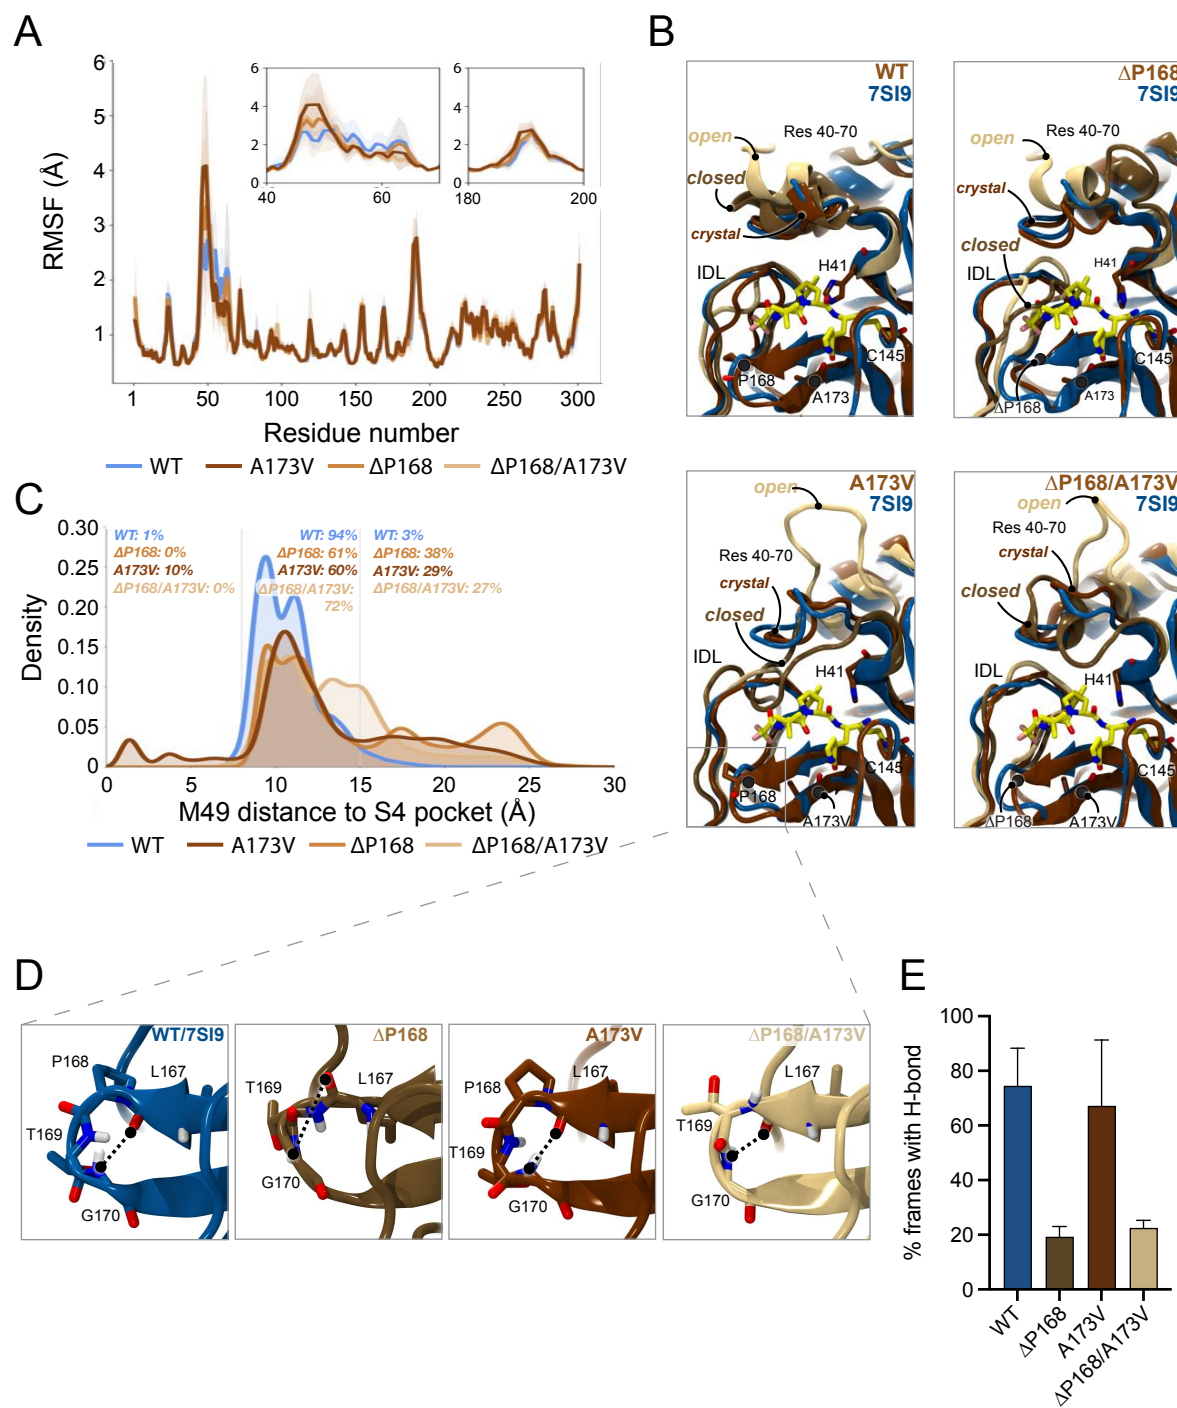 A
6
5
4
3
2
1
RMSF (Å)
6
4
2
0
40
60
6
4
2
0
180
200
1
50
100
150
200
250
300
Residue number
WT
A173V
ΔP168
ΔP168/A173V
B
WT
7SI9
open
Res 40-70
closed
crystal
H41
IDL
C145
P168
A173
ΔP168
7SI9
open
Res 40-70
crystal
closed
IDL
H41
C145
ΔP168
A173
A173V
7SI9
open
Res 40-70
crystal
closed
IDL
H41
C145
P168
A173V
ΔP168/A173V
7SI9
open
Res 40-70
crystal
closed
IDL
H41
C145
ΔP168
A173V
C
0.30
0.25
0.20
0.15
0.10
0.05
0
Density
WT: 1%
ΔP168: 0%
A173V: 10%
ΔP168/A173V: 0%
WT: 94%
ΔP168: 61%
A173V: 60%
ΔP168/A173V:
72%
WT: 3%
ΔP168: 38%
A173V: 29%
ΔP168/A173V: 27%
0
5
10
15
20
25
30
M49 distance to S4 pocket (Å)
WT
A173V
ΔP168
ΔP168/A173V
D
WT/7SI9
P168
L167
T169
G170
ΔP168
T169
L167
G170
A173V
P168
L167
T169
G170
ΔP168/A173V
L167
T169
G170
E
100
80
60
40
20
0
% frames with H-bond
WT
ΔP168
A173V
ΔP168/A173V